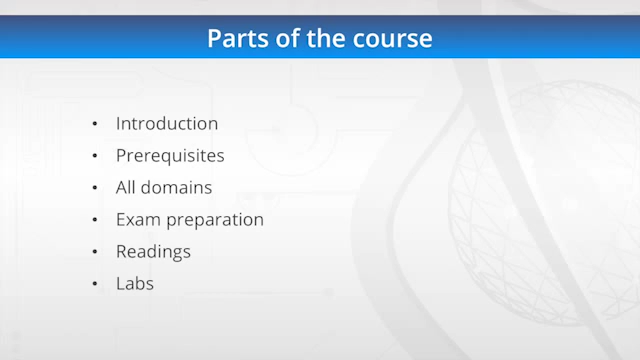 Parts of the course
• Introduction
• Prerequisites
• All domains
• Exam preparation
• Readings
• Labs